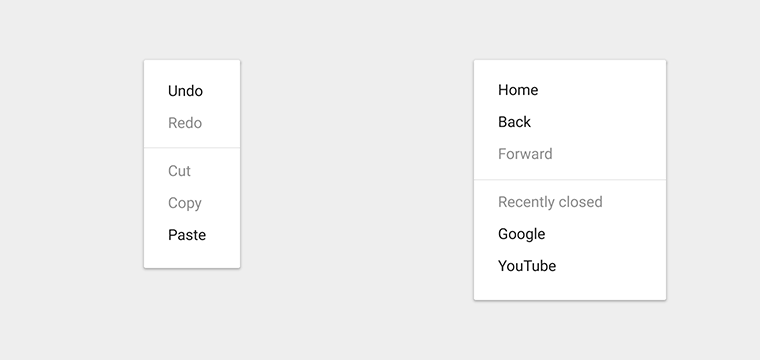 Undo
Redo
Cut
Copy
Paste
Home
Back
Forward
Recently closed
Google
YouTube